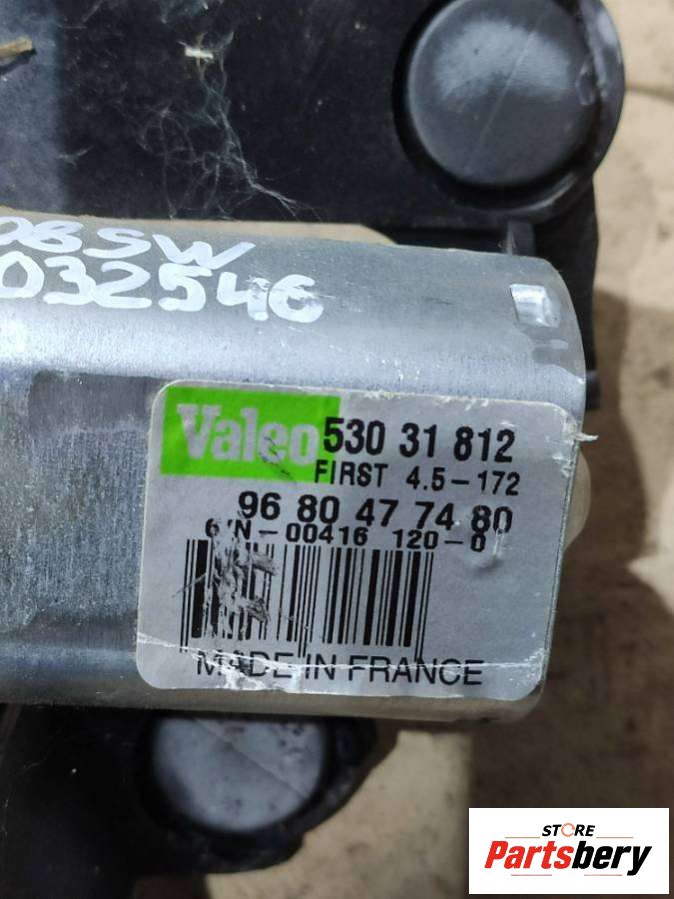 08SW
032546
Valeo 530 31 812
FIRST 4.5-172
96 80 47 74 80
6/N-00416 120-0
MADE IN FRANCE
STORE
Partsbery